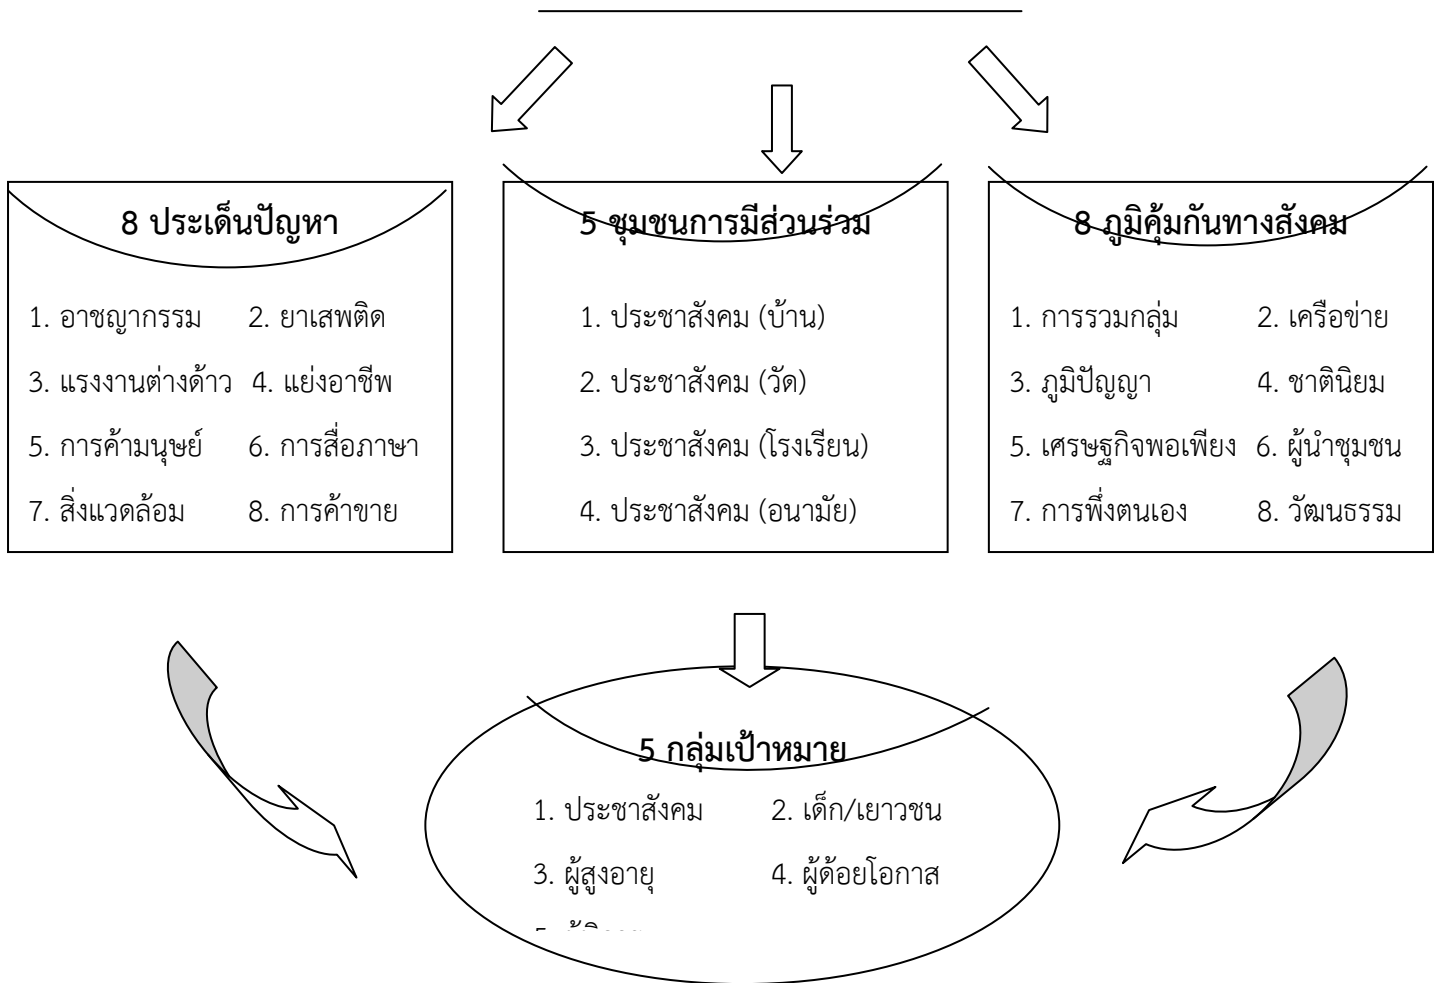 8 ประเด็นปัญหา
1. อาชญากรรม 2. ยาเสพติด
3. แรงงานต่างด้าว 4. แย่งอาชีพ
5. การค้ามนุษย์ 6. การสื่อภาษา
7. สิ่งแวดล้อม 8. การค้าขาย
5 ชุมชนการมีส่วนร่วม
1. ประชาสังคม (บ้าน)
2. ประชาสังคม (วัด)
3. ประชาสังคม (โรงเรียน)
4. ประชาสังคม (อนามัย)
8 ภูมิคุ้มกันทางสังคม
1. การรวมกลุ่ม 2. เครือข่าย
3. ภูมิปัญญา 4. ชาตินิยม
5. เศรษฐกิจพอเพียง 6. ผู้นำชุมชน
7. การพึ่งตนเอง 8. วัฒนธรรม
5 กลุ่มเป้าหมาย
1. ประชาสังคม 2. เด็ก/เยาวชน
3. ผู้สูงอายุ 4. ผู้ด้อยโอกาส